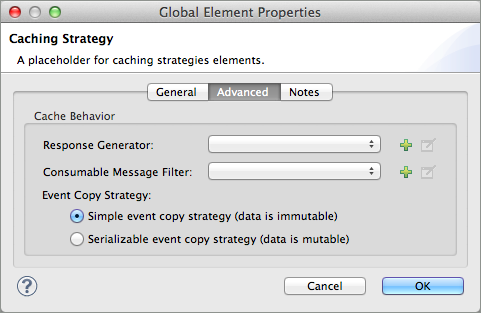 Global Element Properties
Caching Strategy
A placeholder for caching strategies elements.
General Advanced Notes
Cache Behavior
Response Generator:
Consumable Message Filter:
Event Copy Strategy:
Simple event copy strategy (data is immutable)
Serializable event copy strategy (data is mutable)
? Cancel OK